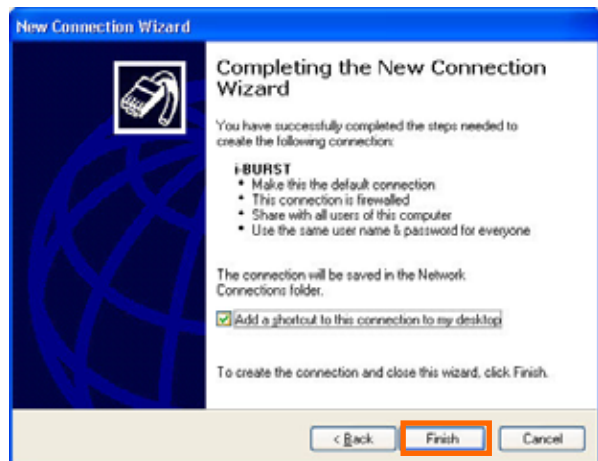 New Connection Wizard
Completing the New Connection
Wizard
You have successfully completed the steps needed to
create the following connection:
i-BURST
• Make this the default connection
• This connection is firewalled
• Share with all users of this computer
• Use the same user name & password for everyone
The connection will be saved in the Network
Connections folder.
Add a shortcut to this connection to my desktop
To create the connection and close this wizard, click Finish.
< Back Finish Cancel